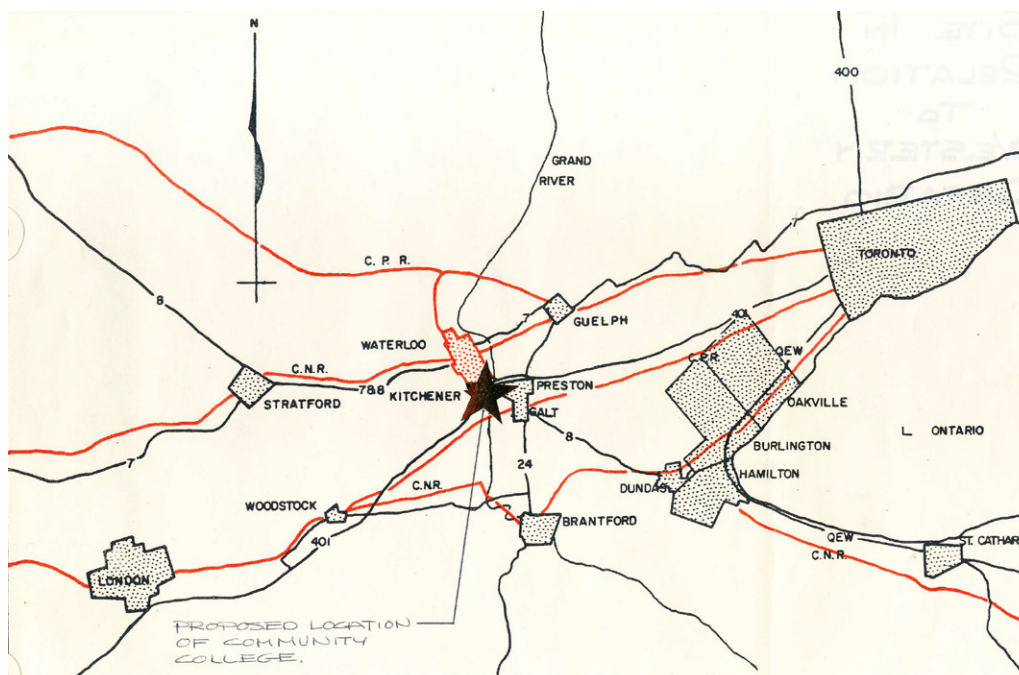 N
400
GRAND
RIVER
7
C. P. R.
8
TORONTO
7
GUELPH
401
WATERLOO
C.P.R.
QEW
C.N.R.
7&8
KITCHENER
PRESTON
STRATFORD
GALT
OAKVILLE
L ONTARIO
8
BURLINGTON
7
24
HAMILTON
C.N.R.
DUNDAS
WOODSTOCK
BRANTFORD
401
QEW
ST. CATHAR
C.N.R.
LONDON
PROPOSED LOCATION
OF COMMUNITY
COLLEGE.